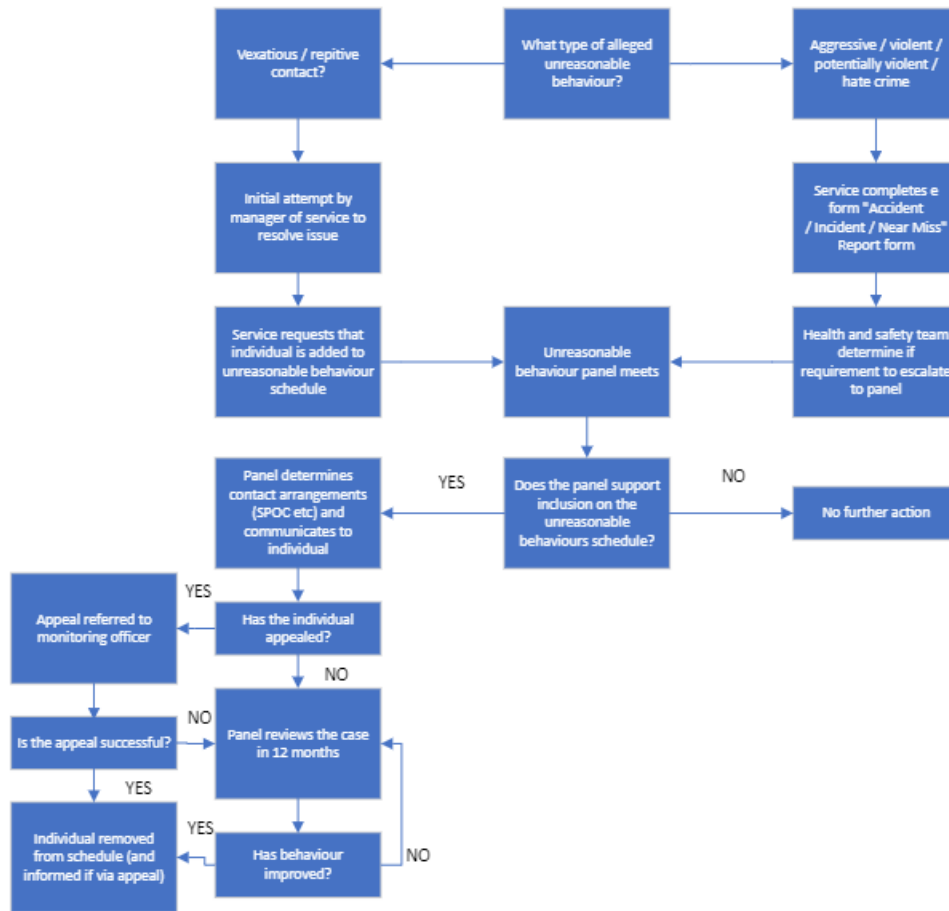 Vexatious / repitive
contact?
What type of alleged
unreasonable
behaviour?
Aggressive / violent /
potentially violent /
hate crime
Initial attempt by
manager of service to
resolve issue
Service completes e
form "Accident
/ Incident / Near Miss"
Report form
Service requests that
individual is added to
unreasonable behaviour
schedule
Unreasonable
behaviour panel meets
Health and safety team
determine if
requirement to escalate
to panel
Panel determines
contact arrangements
(SPOC etc) and
communicates to
individual
YES
Does the panel support
inclusion on the
unreasonable
behaviours schedule?
NO
No further action
Appeal referred to
monitoring officer
YES
Has the individual
appealed?
NO
Is the appeal successful?
NO
Panel reviews the case
in 12 months
YES
Individual removed
from schedule (and
informed if via appeal)
YES
Has behaviour
improved?
NO